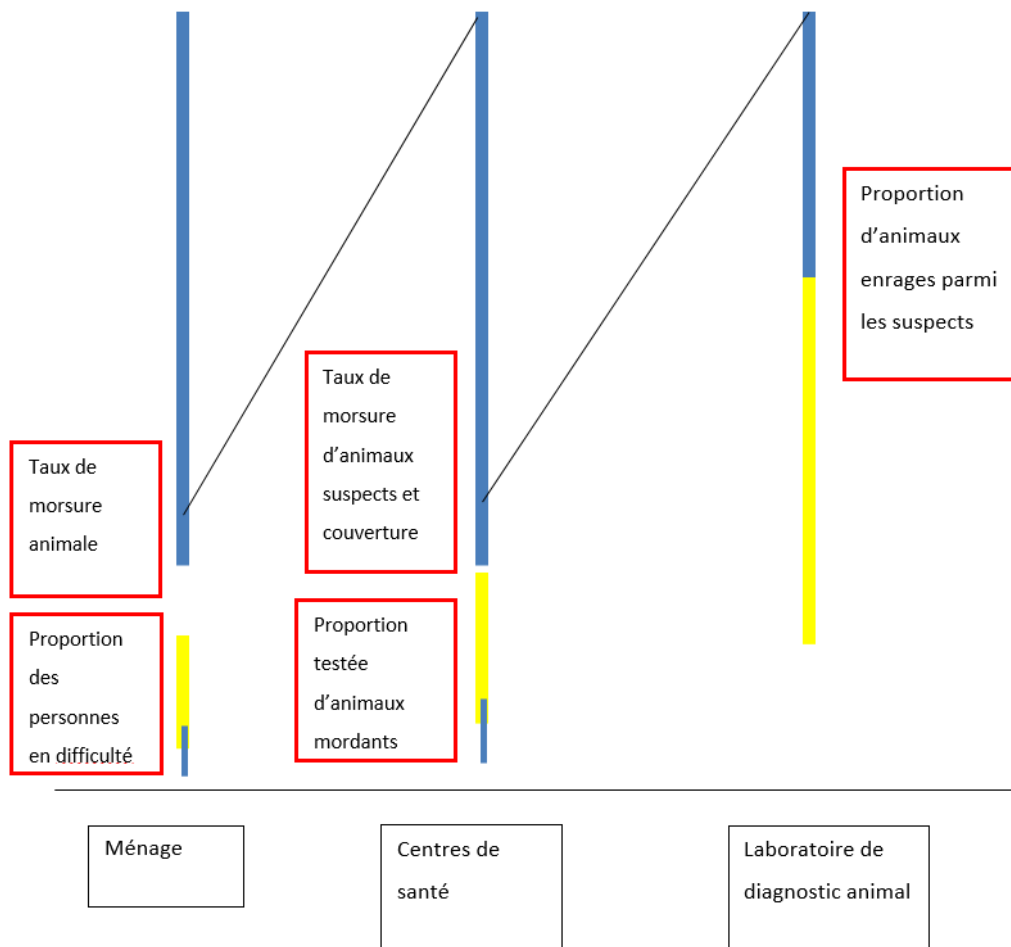 Taux de
morsure
animale
Proportion
des
personnes
en difficulté
Taux de
morsure
d’animaux
suspects et
couverture
Proportion
testée
d’animaux
mordants
Proportion
d’animaux
enrages parmi
les suspects
Ménage
Centres de
santé
Laboratoire de
diagnostic animal